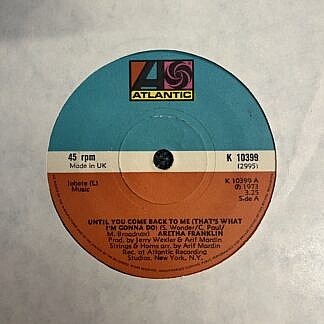 ATLANTIC
45 rpm
Made in UK
K 10399
(2995)
Jobete (L)
Music
K 10399 A
℗ 1973
3.25
Side A
UNTIL YOU COME BACK TO ME (THAT'S WHAT
I'M GONNA DO) (S. Wonder/C. Paul/
M. Broadnax) ARETHA FRANKLIN
Prod. by Jerry Wexler & Arif Mardin
Strings & Horns arr. by Arif Mardin
Rec. at Atlantic Recording
Studios, New York, N.Y.